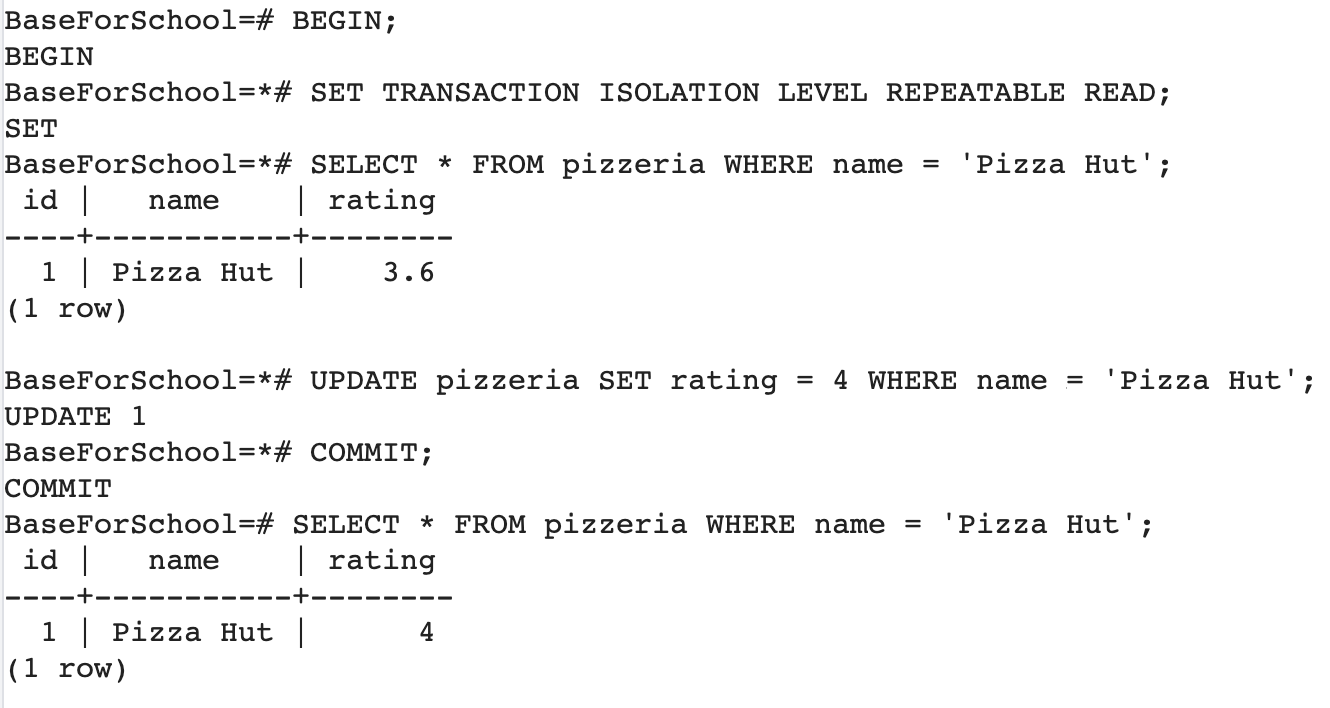 BaseForSchool=# BEGIN;
BEGIN
BaseForSchool=*# SET TRANSACTION ISOLATION LEVEL REPEATABLE READ;
SET
BaseForSchool=*# SELECT * FROM pizzeria WHERE name = 'Pizza Hut';
 id |   name    | rating
----+-----------+--------
  1 | Pizza Hut |    3.6
(1 row)

BaseForSchool=*# UPDATE pizzeria SET rating = 4 WHERE name = 'Pizza Hut';
UPDATE 1
BaseForSchool=*# COMMIT;
COMMIT
BaseForSchool=# SELECT * FROM pizzeria WHERE name = 'Pizza Hut';
 id |   name    | rating
----+-----------+--------
  1 | Pizza Hut |      4
(1 row)